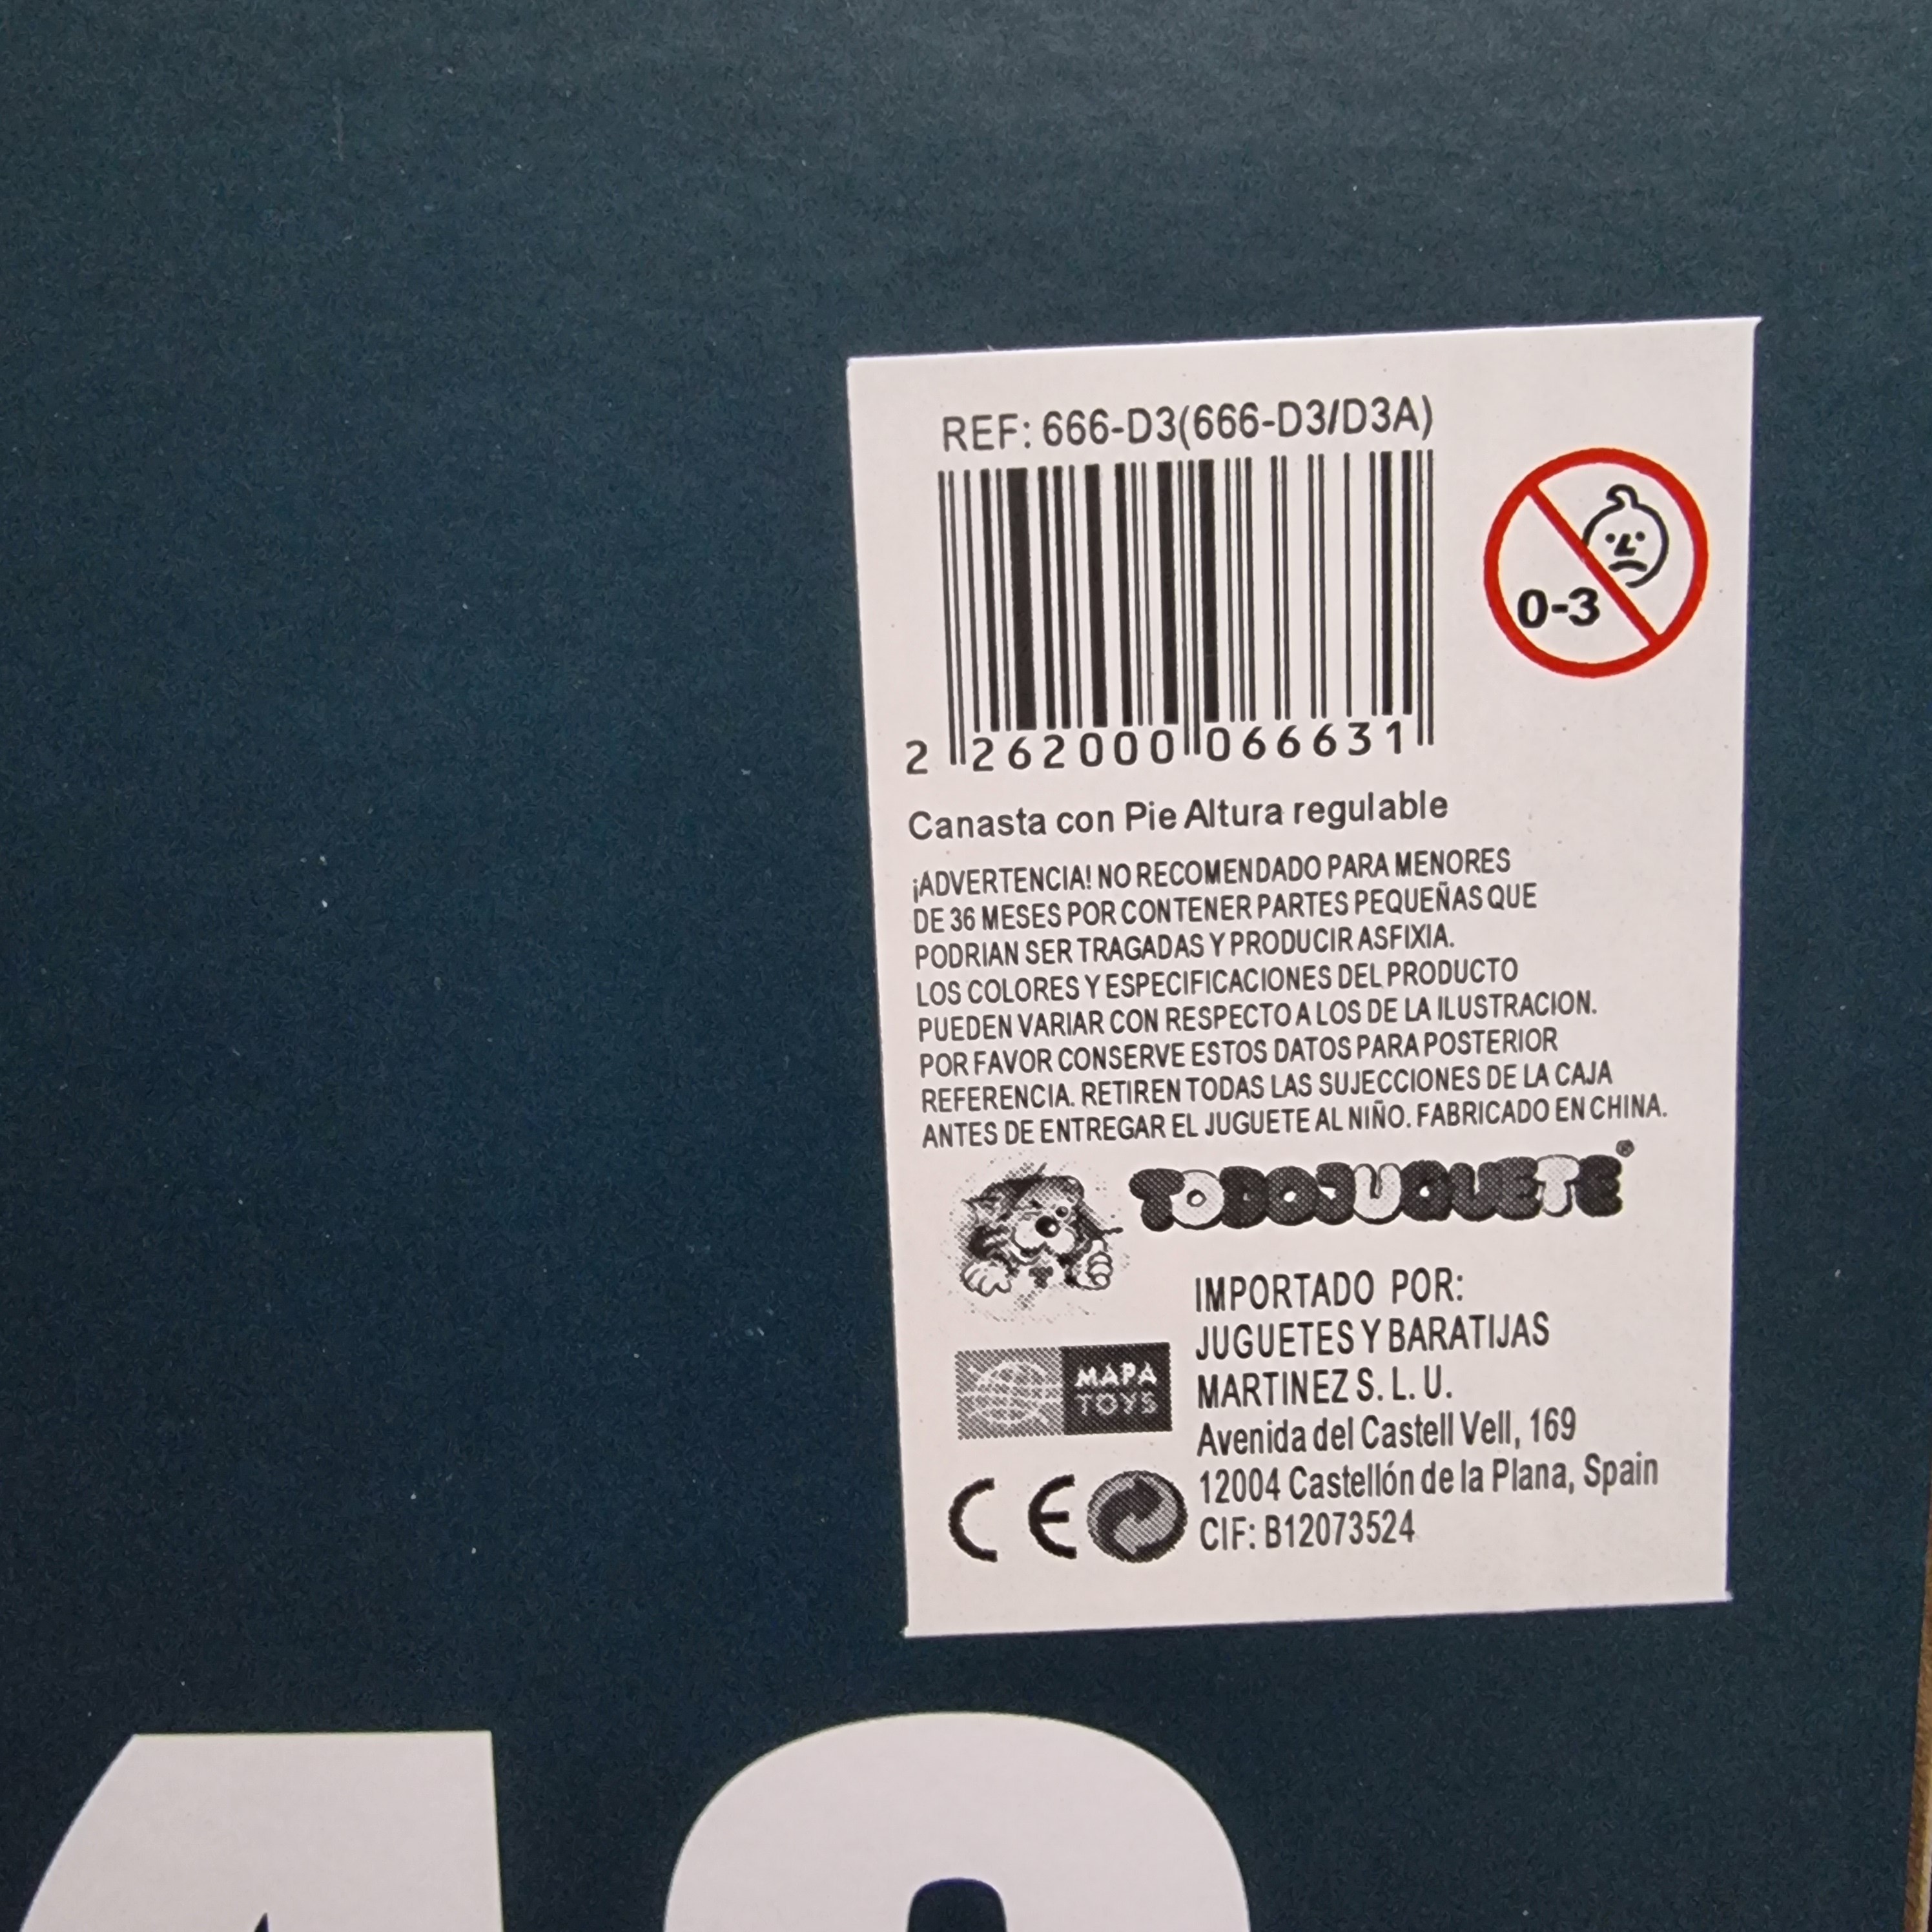 REF: 666-D3(666-D3/D3A)
0-3
2 262000 066631
Canasta con Pie Altura regulable
¡ADVERTENCIA! NO RECOMENDADO PARA MENORES
DE 36 MESES POR CONTENER PARTES PEQUEÑAS QUE
PODRIAN SER TRAGADAS Y PRODUCIR ASFIXIA.
LOS COLORES Y ESPECIFICACIONES DEL PRODUCTO
PUEDEN VARIAR CON RESPECTO A LOS DE LA ILUSTRACION.
POR FAVOR CONSERVE ESTOS DATOS PARA POSTERIOR
REFERENCIA. RETIREN TODAS LAS SUJECCIONES DE LA CAJA
ANTES DE ENTREGAR EL JUGUETE AL NIÑO. FABRICADO EN CHINA.
TODOJUGUETE®
IMPORTADO POR:
JUGUETES Y BARATIJAS
MARTINEZ S. L. U.
Avenida del Castell Vell, 169
12004 Castellón de la Plana, Spain
CIF: B12073524
MAPA
TOYS
CE